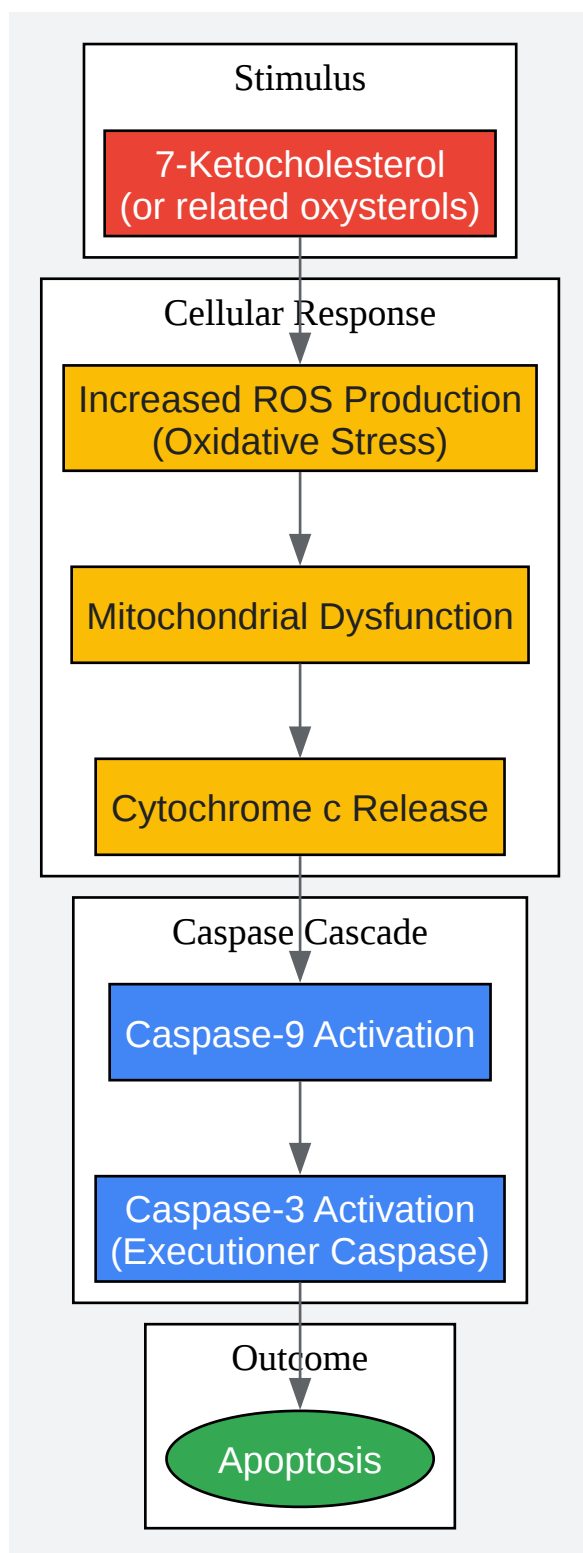 Stimulus
7-Ketocholesterol
(or related oxysterols)
Cellular Response
Increased ROS Production
(Oxidative Stress)
Mitochondrial Dysfunction
Cytochrome c Release
Caspase Cascade
Caspase-9 Activation
Caspase-3 Activation
(Executioner Caspase)
Outcome
Apoptosis